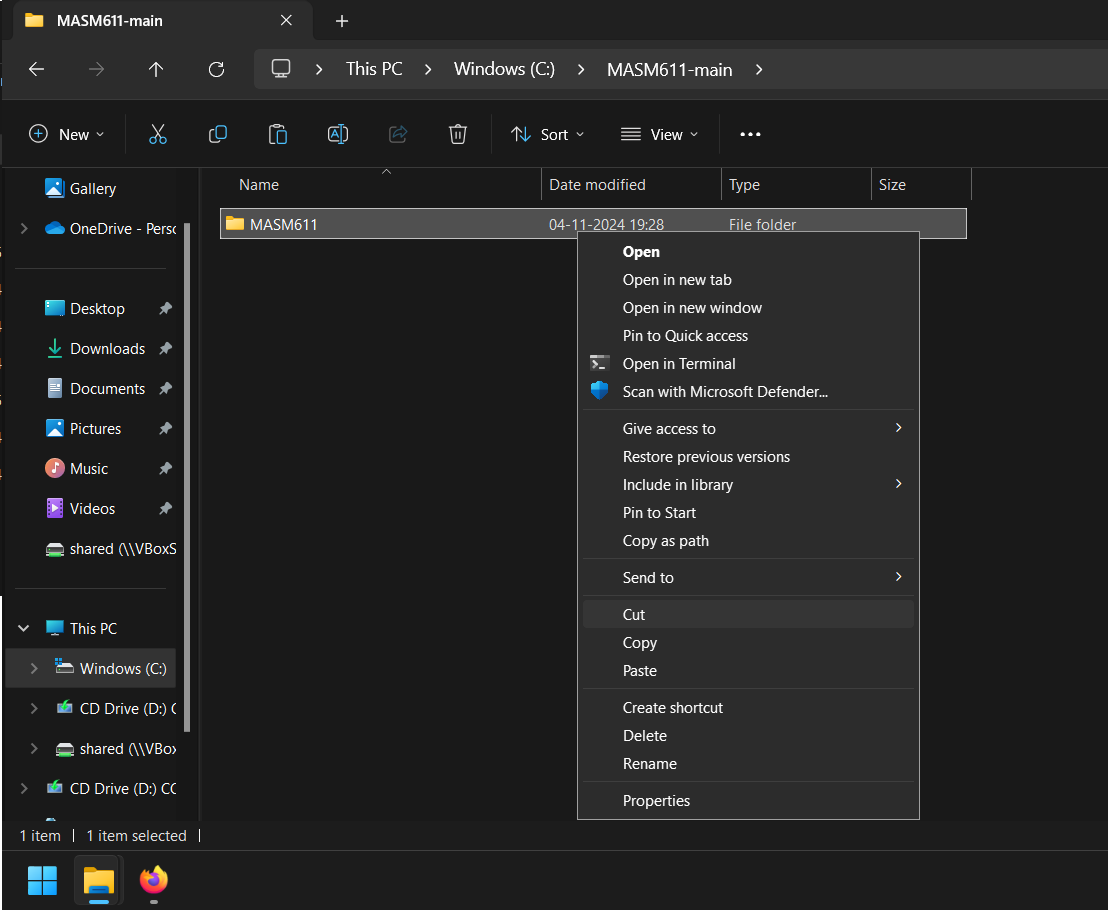 MASM611-main
This PC
Windows (C:)
MASM611-main
New
Sort
View
Name
Date modified
Type
Size
Gallery
OneDrive - Perso
Desktop
Downloads
Documents
Pictures
Music
Videos
shared (\\VBoxS
This PC
Windows (C:)
CD Drive (D:) C
shared (\\VBox
CD Drive (D:) CC
MASM611
04-11-2024 19:28
File folder
Open
Open in new tab
Open in new window
Pin to Quick access
Open in Terminal
Scan with Microsoft Defender...
Give access to
Restore previous versions
Include in library
Pin to Start
Copy as path
Send to
Cut
Copy
Paste
Create shortcut
Delete
Rename
Properties
1 item
1 item selected